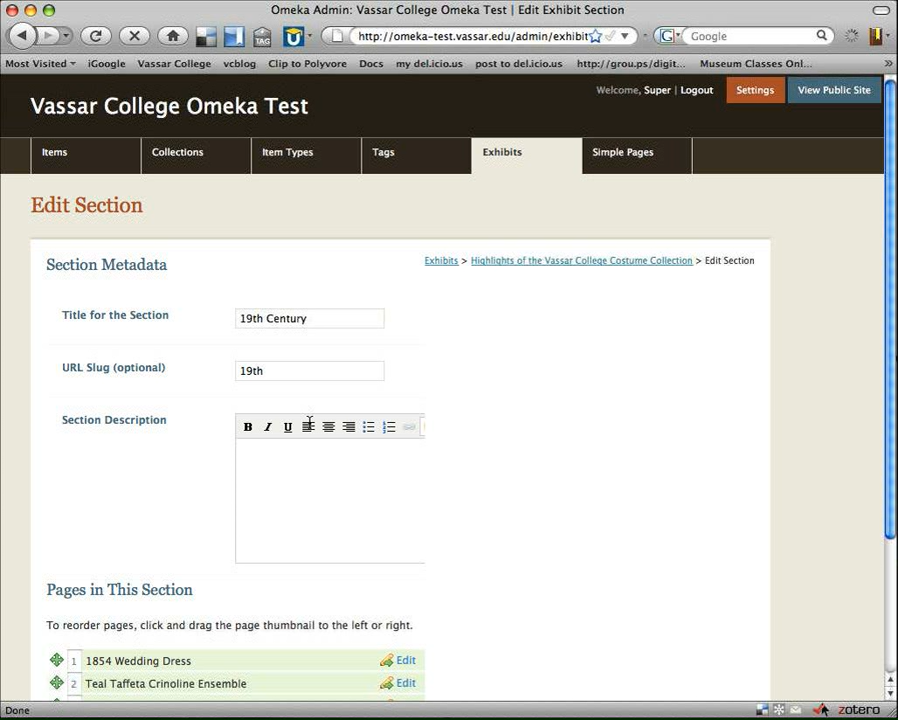 Omeka Admin: Vassar College Omeka Test | Edit Exhibit Section
http://omeka-test.vassar.edu/admin/exhibit
Google
Most Visited iGoogle Vassar College vcblog Clip to Polyvore Docs my del.icio.us post to del.icio.us http://grou.ps/digit... Museum Classes Onl... »
Welcome, Super | Logout Settings View Public Site
Vassar College Omeka Test
Items Collections Item Types Tags Exhibits Simple Pages
Edit Section
Section Metadata
Exhibits > Highlights of the Vassar College Costume Collection > Edit Section
Title for the Section 19th Century
URL Slug (optional) 19th
Section Description
B I U
Pages in This Section
To reorder pages, click and drag the page thumbnail to the left or right.
1 1854 Wedding Dress Edit
2 Teal Taffeta Crinoline Ensemble Edit
Done zotero